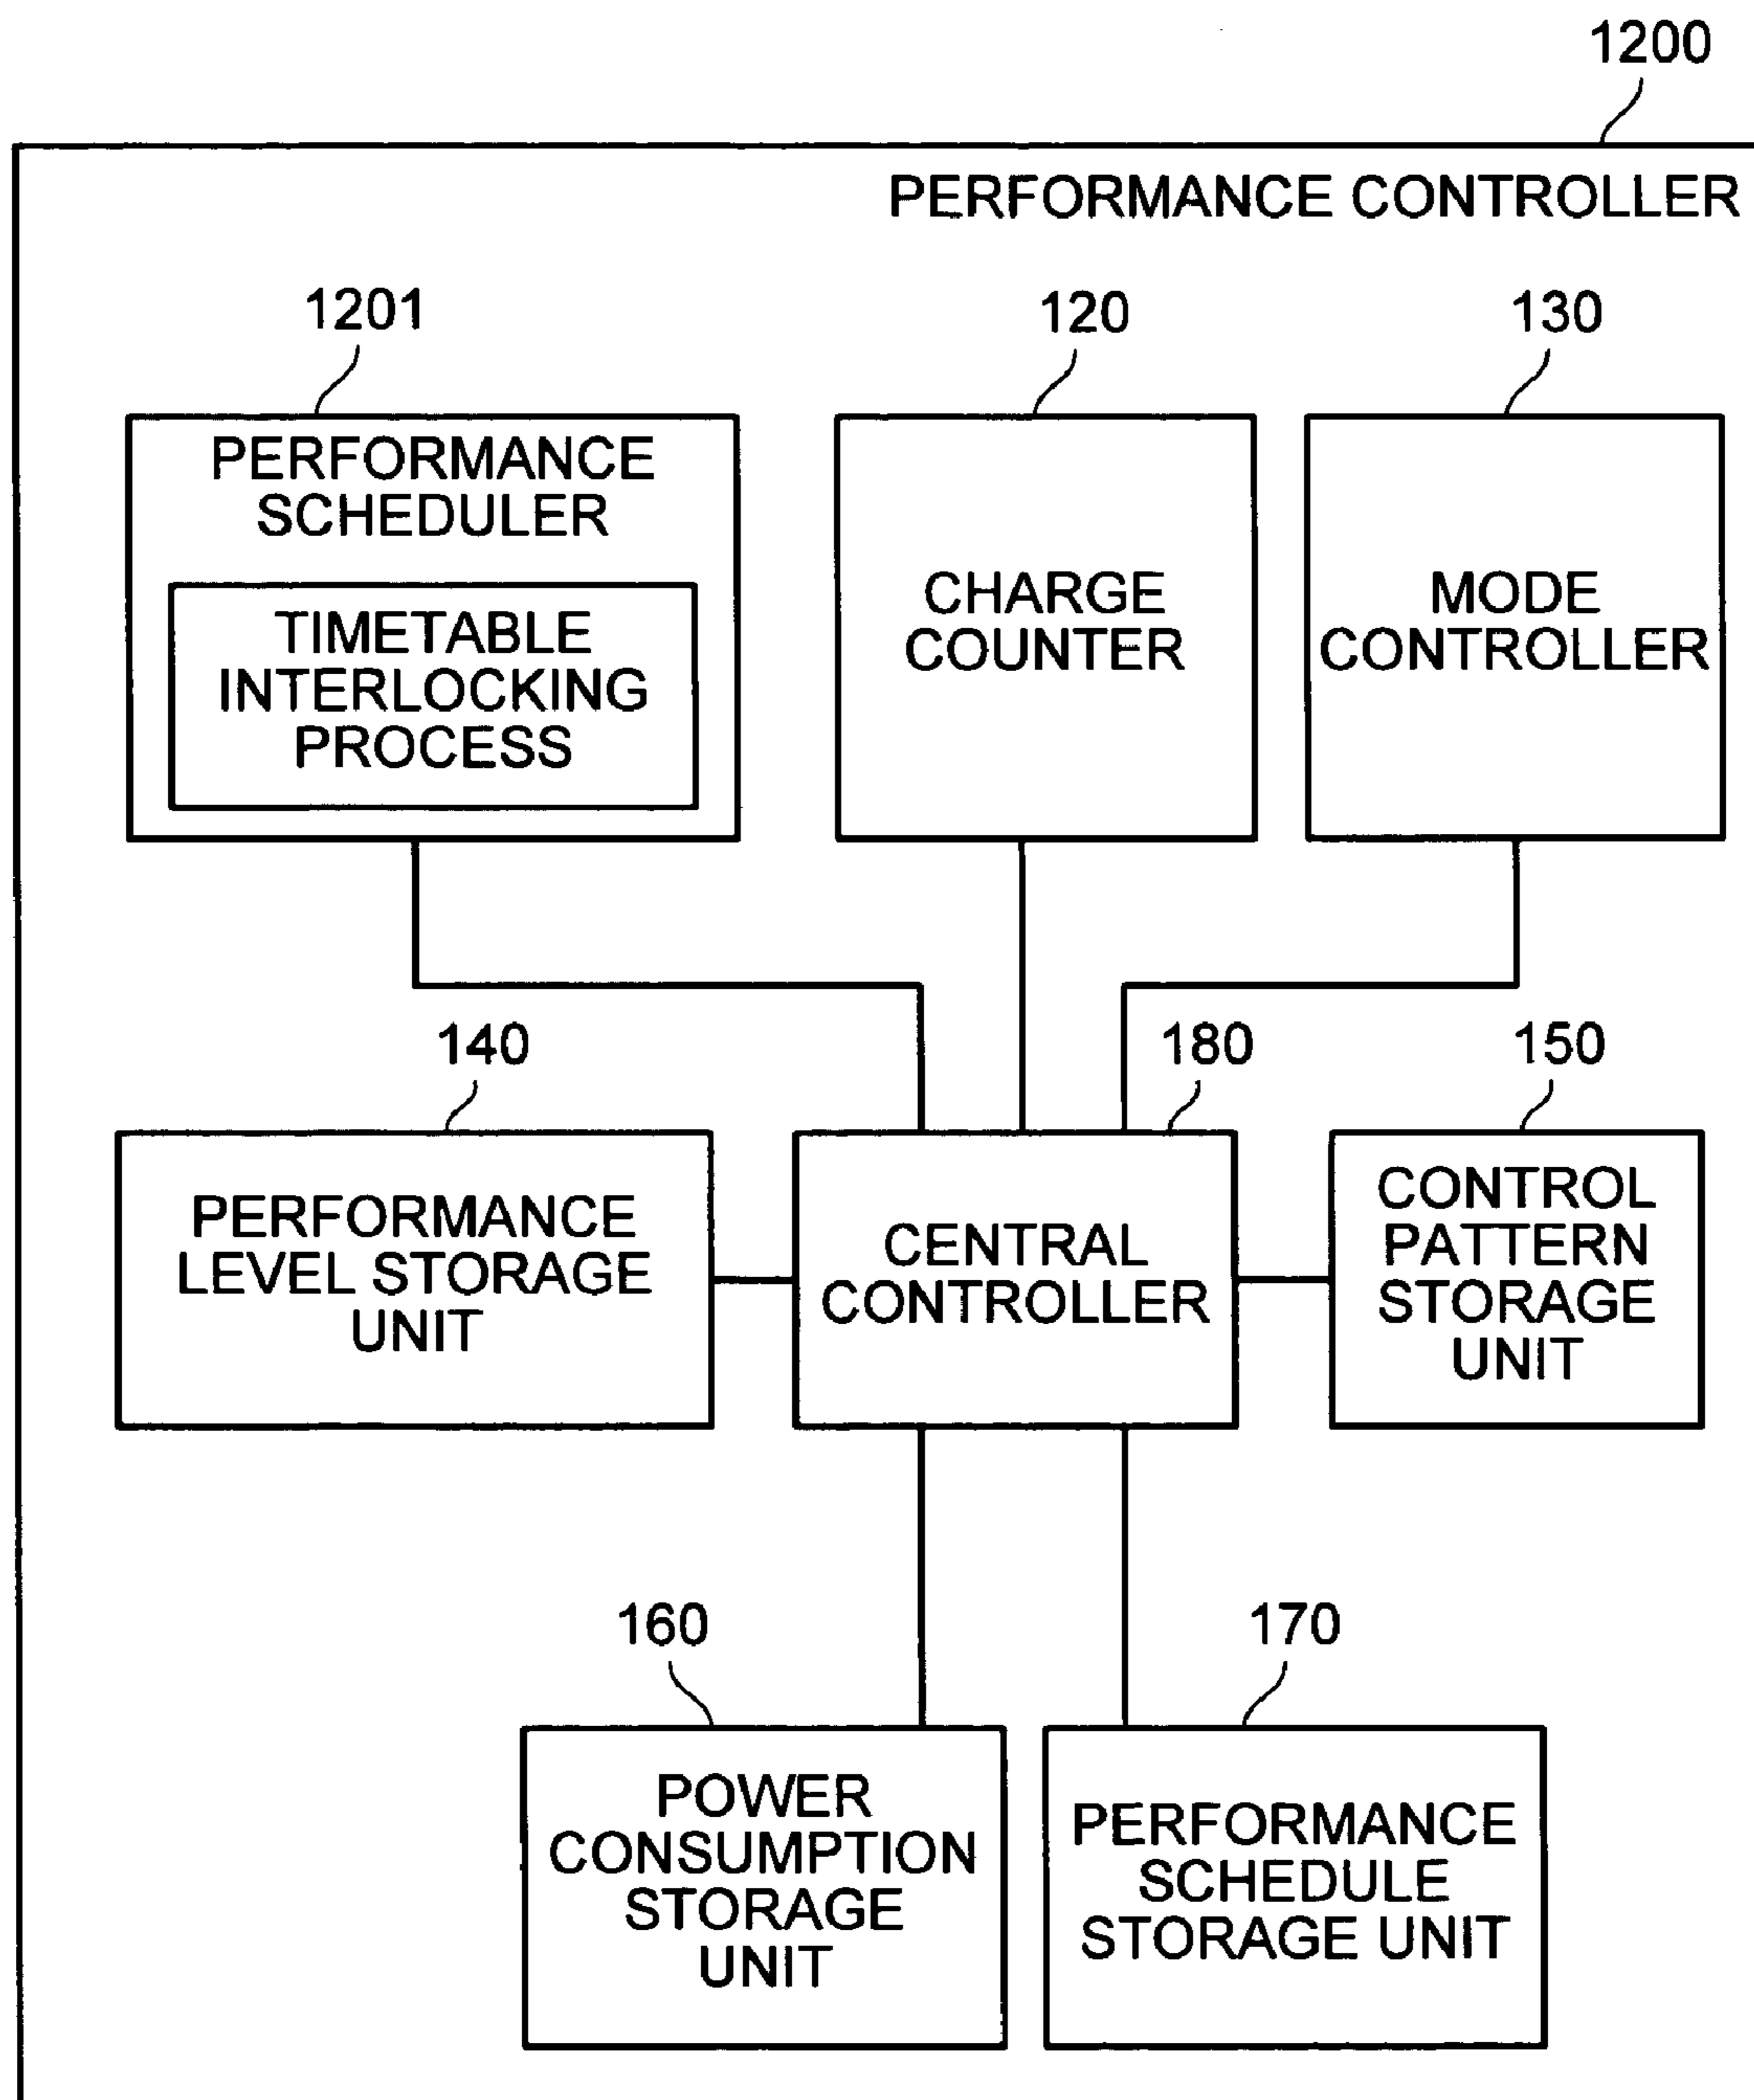 1200
PERFORMANCE CONTROLLER
1201
120
130
PERFORMANCE
SCHEDULER
TIMETABLE
INTERLOCKING
PROCESS
CHARGE
COUNTER
MODE
CONTROLLER
140
180
150
PERFORMANCE
LEVEL STORAGE
UNIT
CENTRAL
CONTROLLER
CONTROL
PATTERN
STORAGE
UNIT
160
170
POWER
CONSUMPTION
STORAGE
UNIT
PERFORMANCE
SCHEDULE
STORAGE UNIT